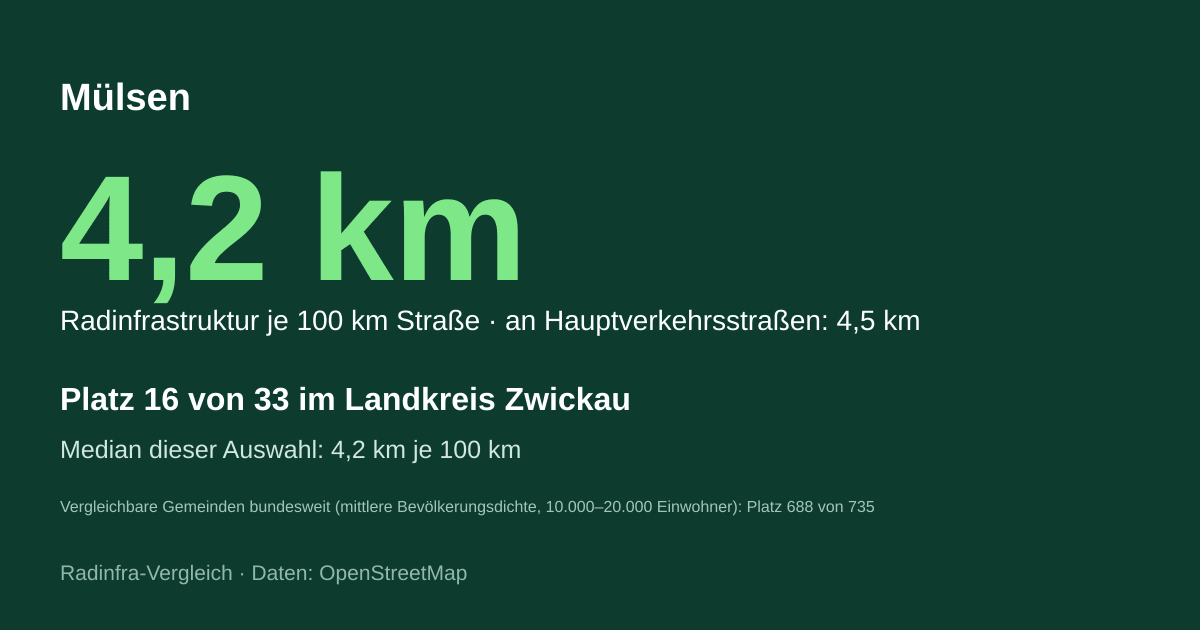 Mülsen
4,2 km
Radinfrastruktur je 100 km Straße · an Hauptverkehrsstraßen: 4,5 km
Platz 16 von 33 im Landkreis Zwickau
Median dieser Auswahl: 4,2 km je 100 km
Vergleichbare Gemeinden bundesweit (mittlere Bevölkerungsdichte, 10.000–20.000 Einwohner): Platz 688 von 735
Radinfra-Vergleich · Daten: OpenStreetMap